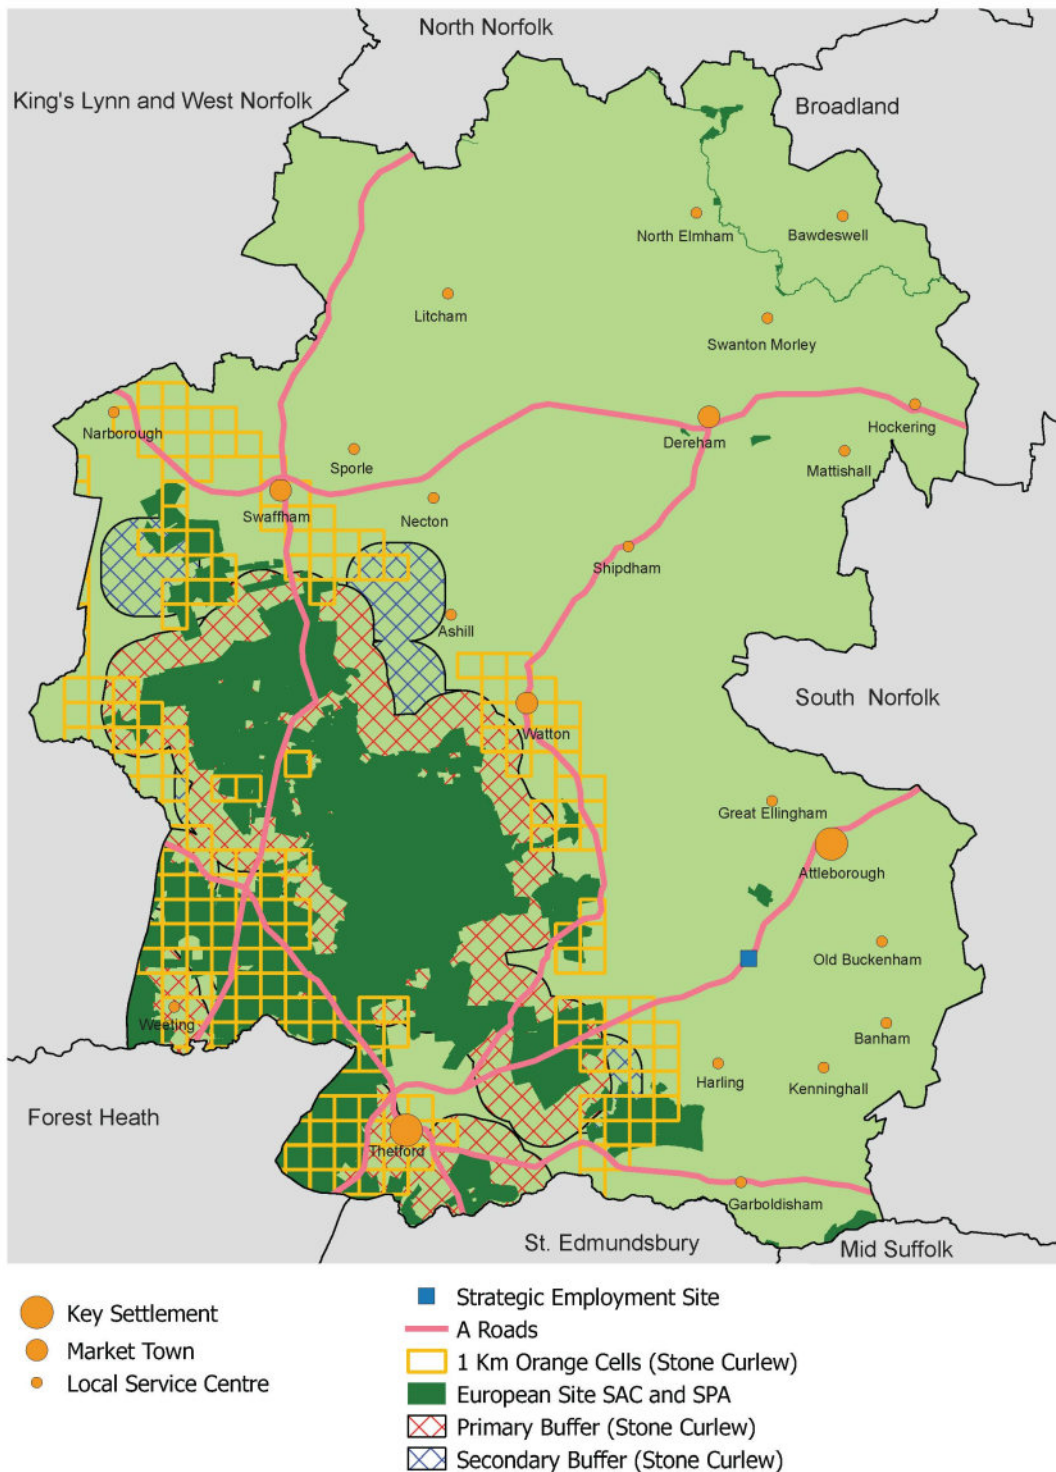 North Norfolk
King's Lynn and West Norfolk
Broadland
North Elmham
Bawdeswell
Litcham
Swanton Morley
Narborough
Dereham
Hockering
Sporle
Mattishall
Swaffham
Necton
Shipdham
Ashill
South Norfolk
Watton
Great Ellingham
Attleborough
Old Buckenham
Weeting
Banham
Harling
Kenninghall
Forest Heath
Thetford
Garboldisham
St. Edmundsbury
Mid Suffolk
Key Settlement
Market Town
Local Service Centre
Strategic Employment Site
A Roads
1 Km Orange Cells (Stone Curlew)
European Site SAC and SPA
Primary Buffer (Stone Curlew)
Secondary Buffer (Stone Curlew)